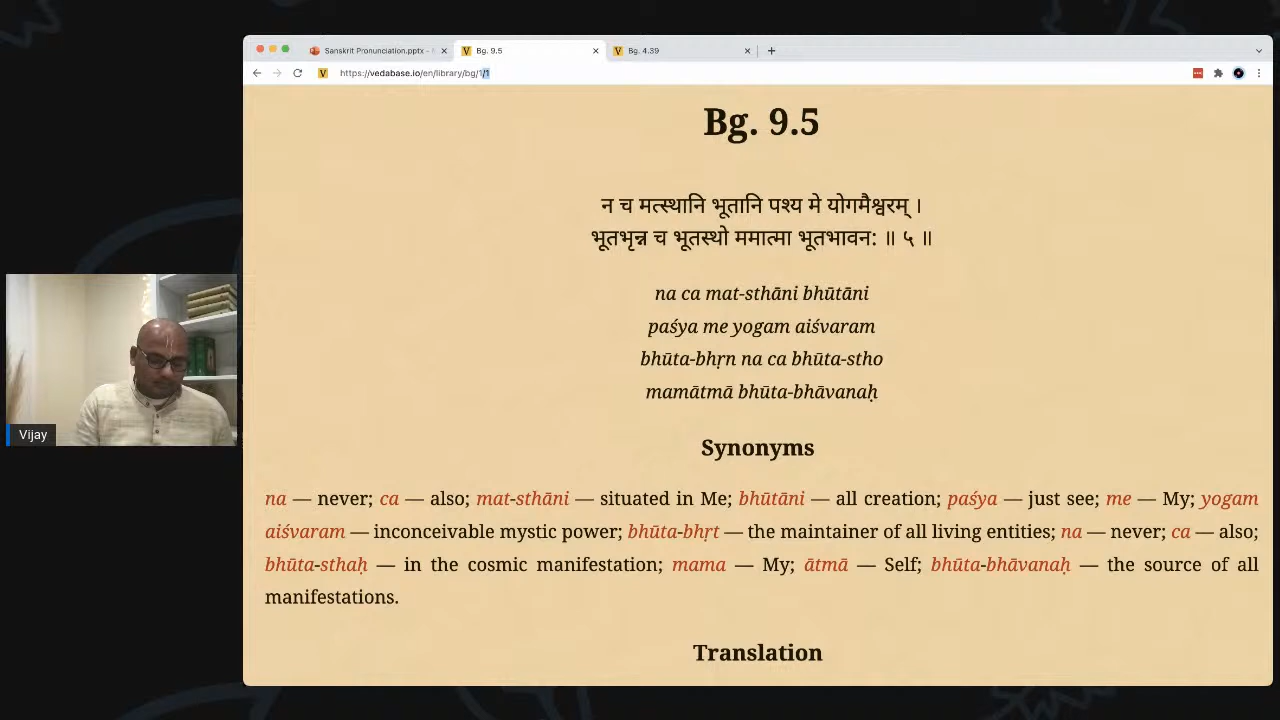 Sanskrit Pronunciation.pptx -
Bg. 9.5
Bg. 4.39
https://vedabase.io/en/library/bg/1/1
Bg. 9.5
न च मत्स्थानि भूतानि पश्य मे योगमैश्वरम् ।
भूतभृन्न च भूतस्थो ममात्मा भूतभावन: ॥ ५ ॥
na ca mat-sthāni bhūtāni
paśya me yogam aiśvaram
bhūta-bhṛn na ca bhūta-stho
mamātmā bhūta-bhāvanaḥ
Synonyms
na — never; ca — also; mat-sthāni — situated in Me; bhūtāni — all creation; paśya — just see; me — My; yogam
aiśvaram — inconceivable mystic power; bhūta-bhṛt — the maintainer of all living entities; na — never; ca — also;
bhūta-sthaḥ — in the cosmic manifestation; mama — My; ātmā — Self; bhūta-bhāvanaḥ — the source of all
manifestations.
Translation
Vijay